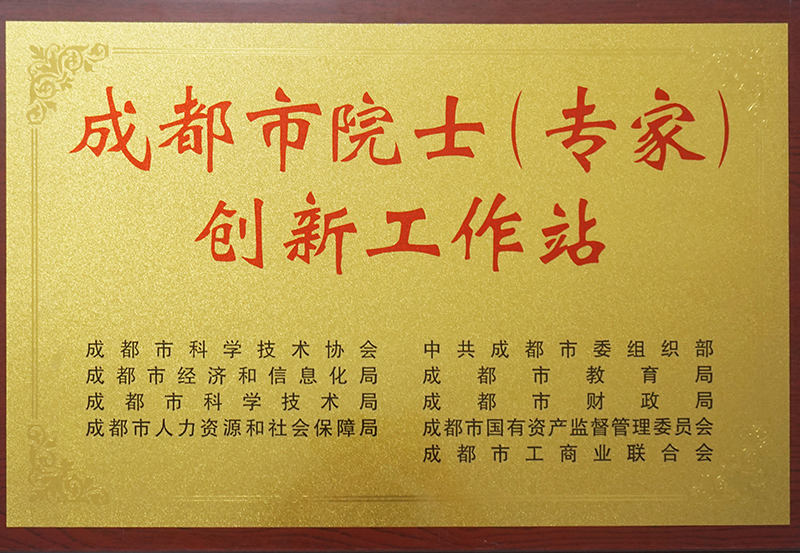 成都市院士(专家)
创新工作站
成都市科学技术协会
成都市经济和信息化局
成都市科学技术局
成都市人力资源和社会保障局
中共成都市委组织部
成都市教育局
成都市财政局
成都市国有资产监督管理委员会
成都市工商业联合会